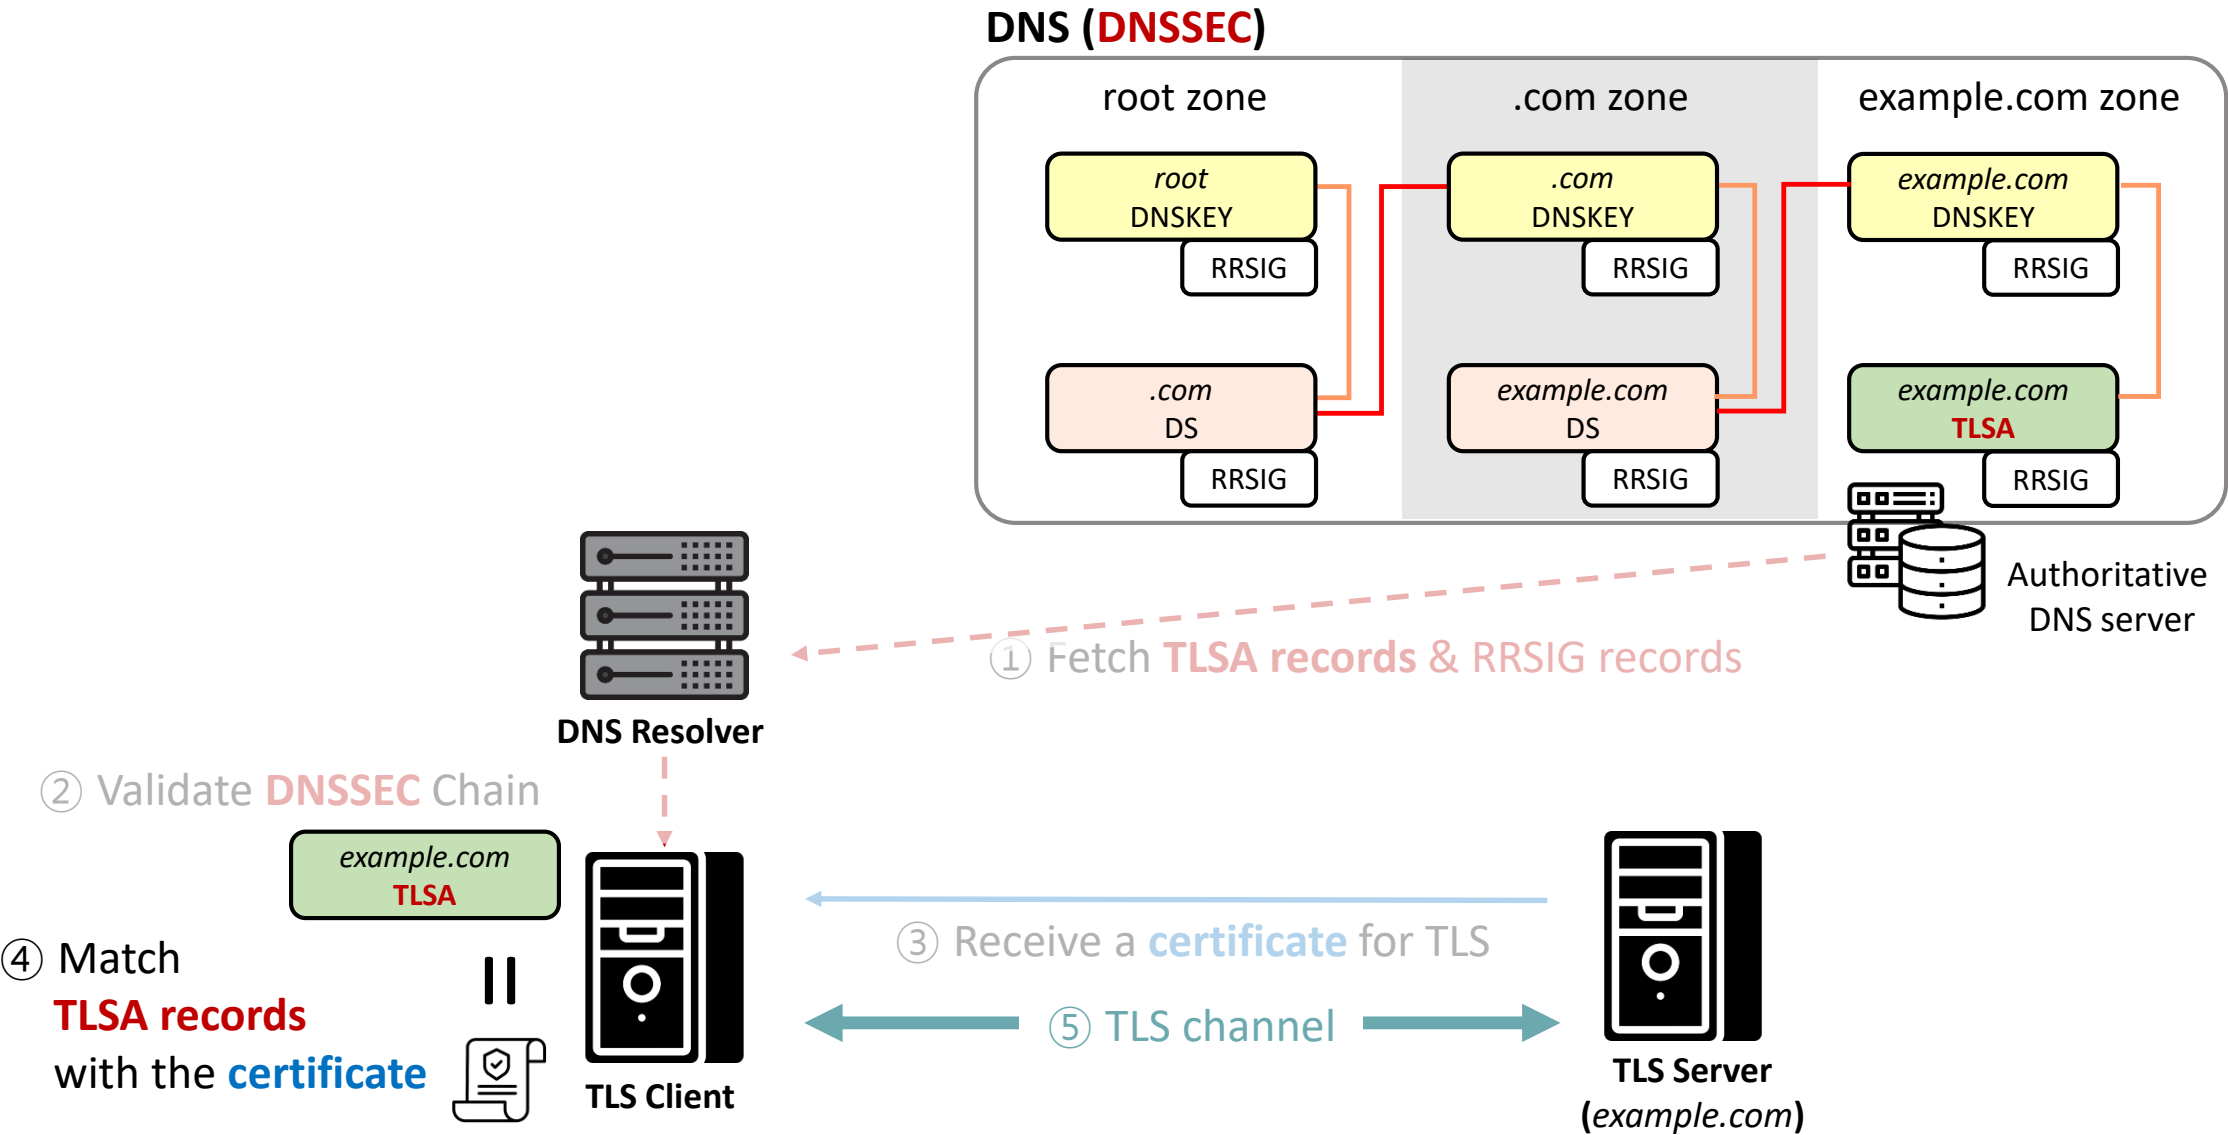 DNS (DNSSEC)
root zone
.com zone
example.com zone
root
DNSKEY
RRSIG
.com
DNSKEY
RRSIG
example.com
DNSKEY
RRSIG
.com
DS
RRSIG
example.com
DS
RRSIG
example.com
TLSA
RRSIG
Authoritative
DNS server
① Fetch TLSA records & RRSIG records
DNS Resolver
② Validate DNSSEC Chain
example.com
TLSA
③ Receive a certificate for TLS
④ Match
TLSA records
with the certificate
⑤ TLS channel
TLS Client
TLS Server
(example.com)